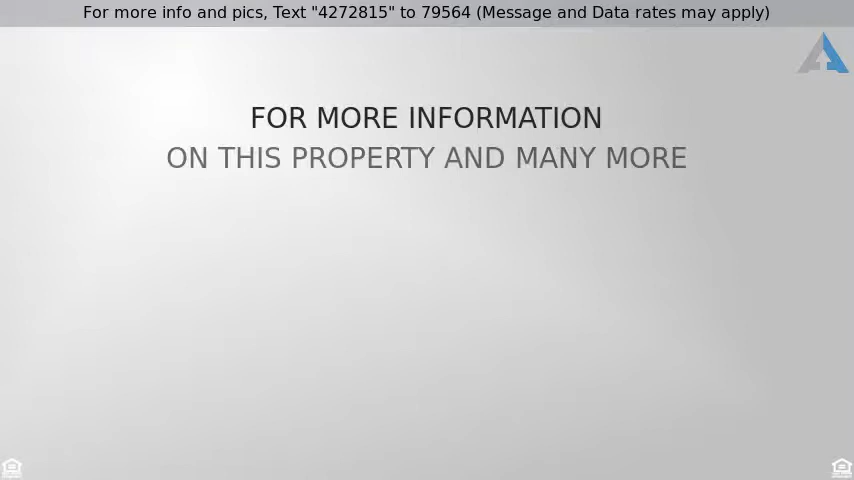 For more info and pics, Text "4272815" to 79564 (Message and Data rates may apply)
FOR MORE INFORMATION
ON THIS PROPERTY AND MANY MORE